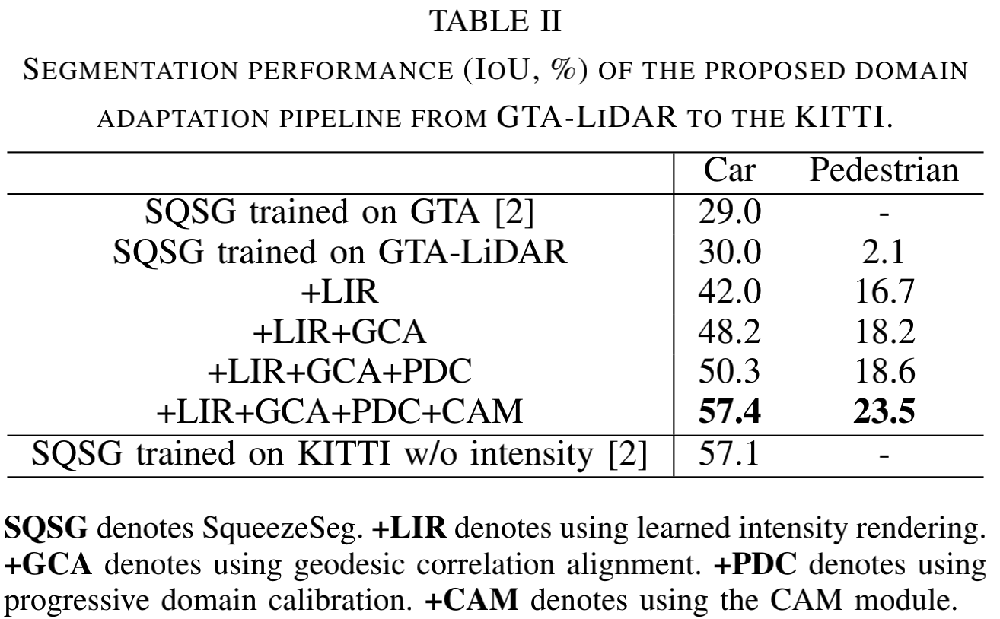 TABLE II
SEGMENTATION PERFORMANCE (IOU, %) OF THE PROPOSED DOMAIN
ADAPTATION PIPELINE FROM GTA-LIDAR TO THE KITTI.
Car Pedestrian
SQSG trained on GTA [2] 29.0 -
SQSG trained on GTA-LiDAR 30.0 2.1
+LIR 42.0 16.7
+LIR+GCA 48.2 18.2
+LIR+GCA+PDC 50.3 18.6
+LIR+GCA+PDC+CAM 57.4 23.5
SQSG trained on KITTI w/o intensity [2] 57.1 -
SQSG denotes SqueezeSeg. +LIR denotes using learned intensity rendering.
+GCA denotes using geodesic correlation alignment. +PDC denotes using
progressive domain calibration. +CAM denotes using the CAM module.